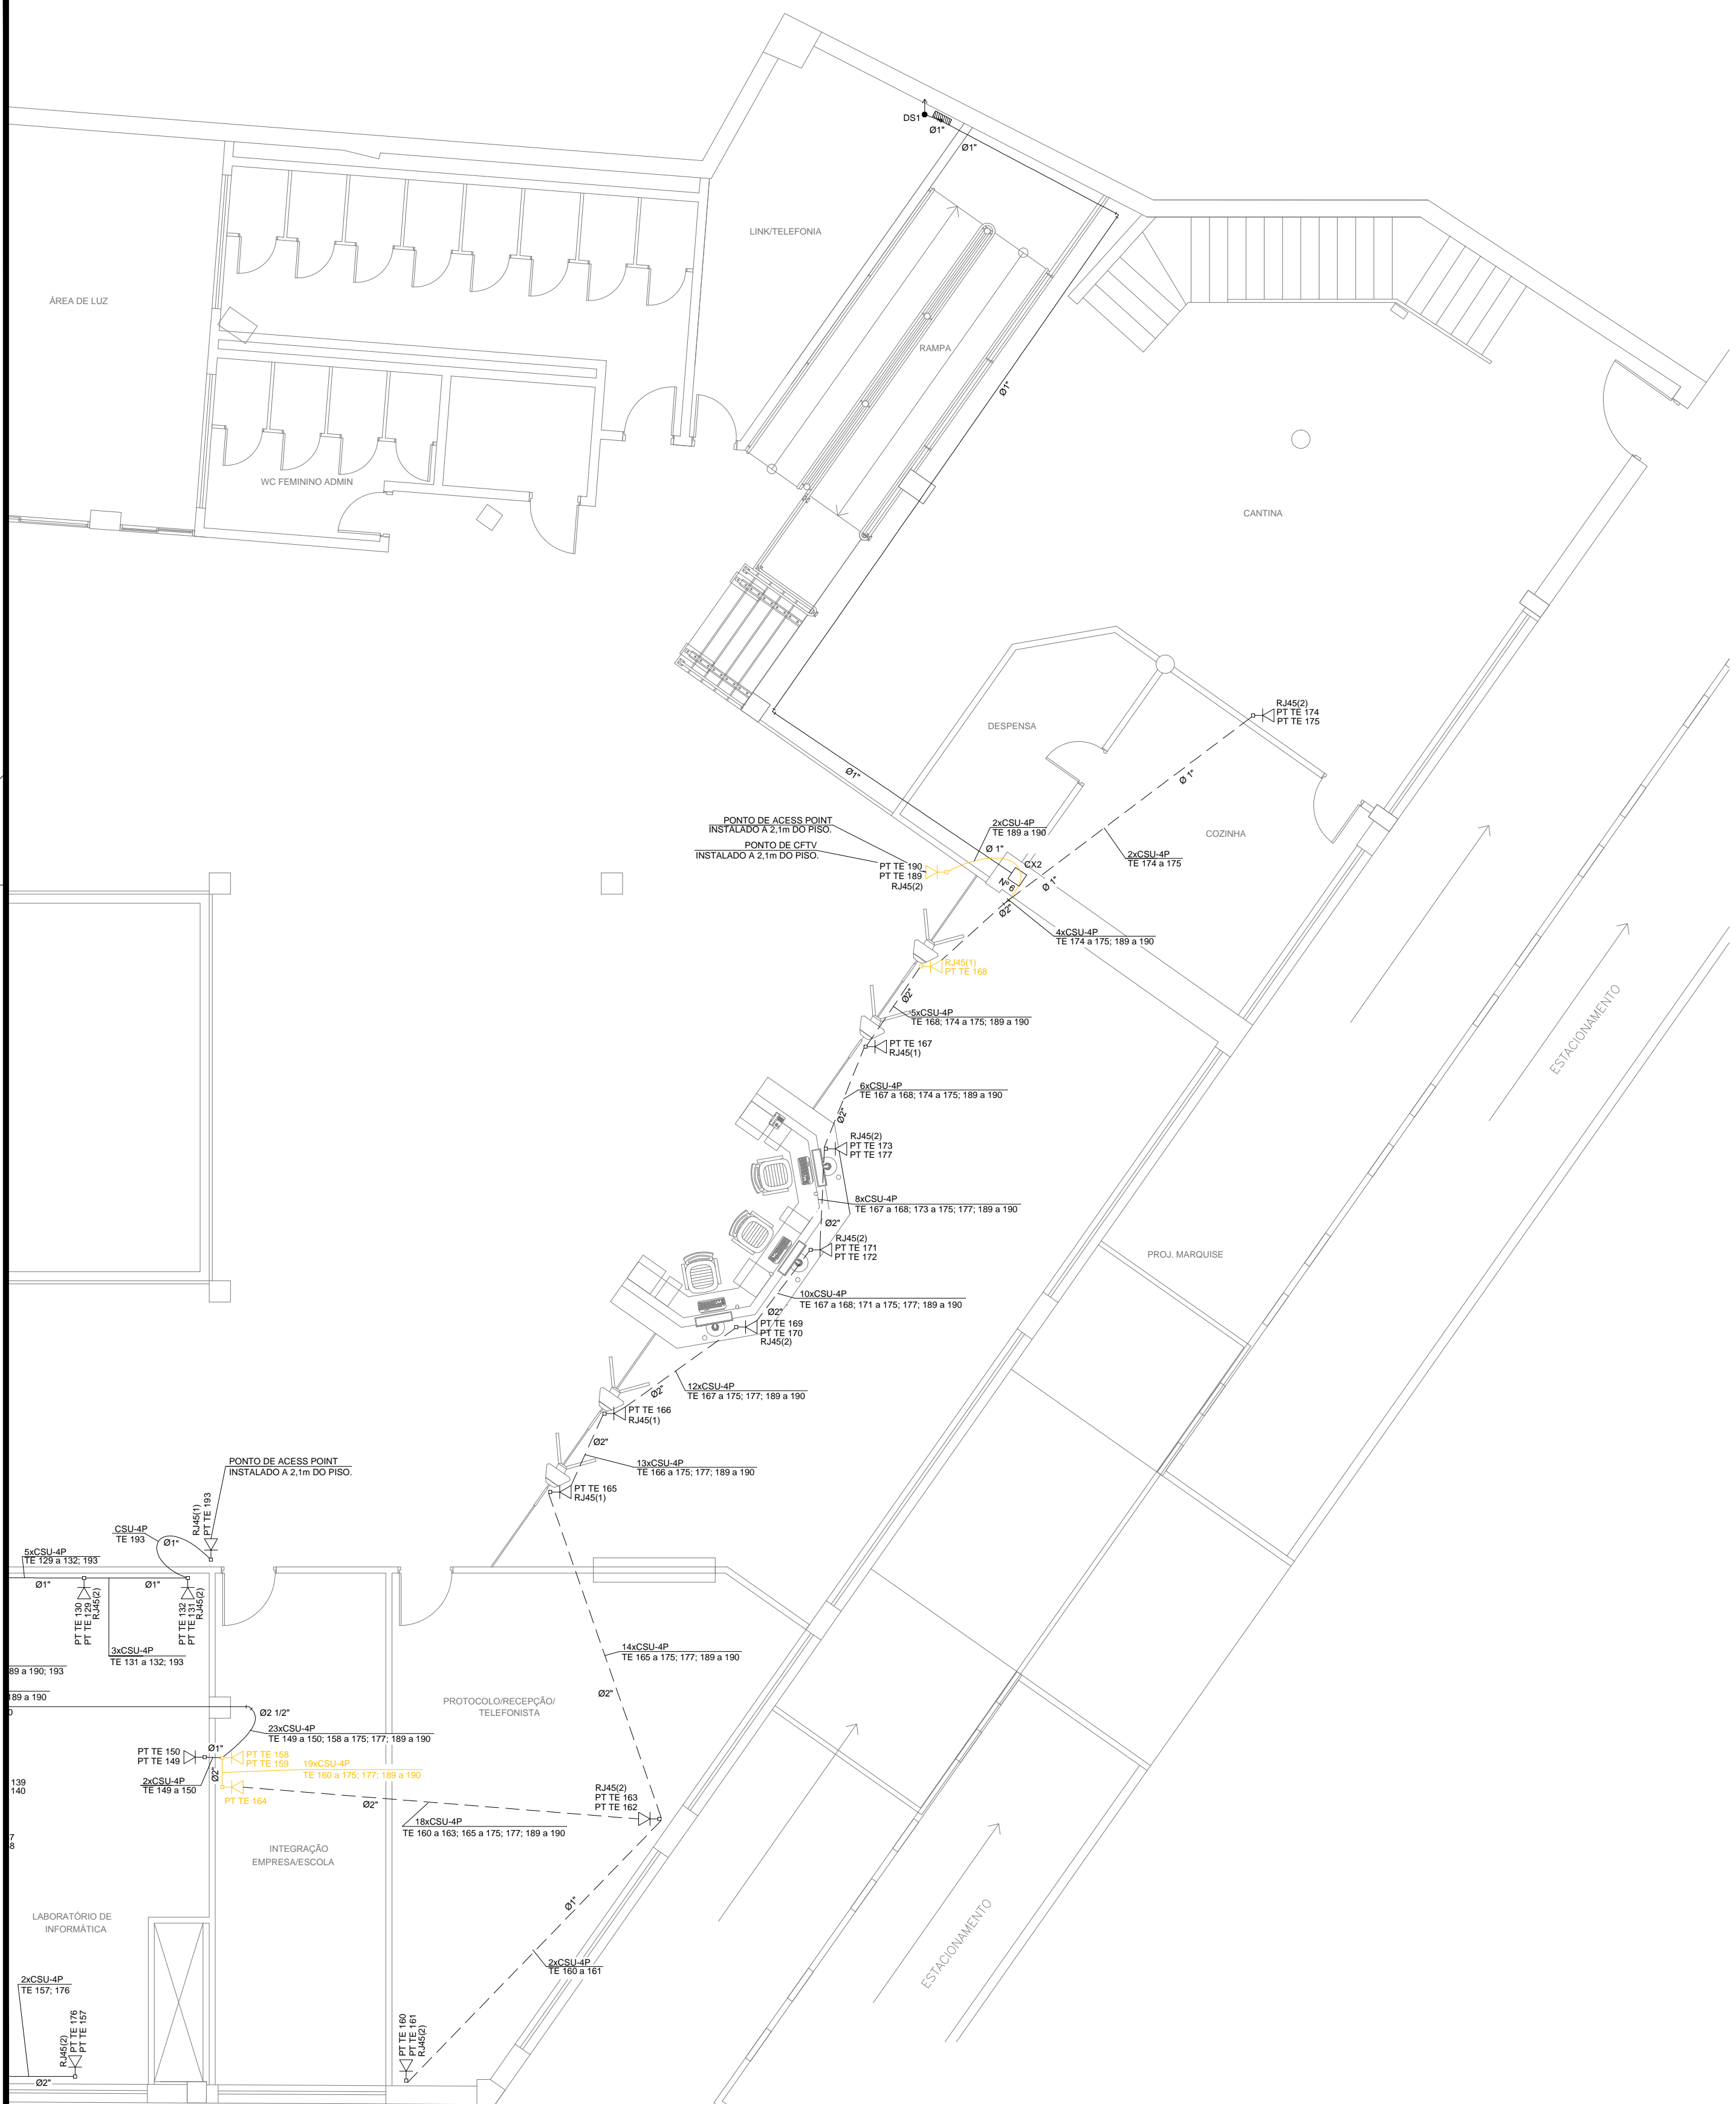 DS1
Ø1"
Ø1"
LINK/TELEFONIA
ÁREA DE LUZ
RAMPA
Ø1"
WC FEMININO ADMIN
CANTINA
RJ45(2)
PT TE 174
PT TE 175
DESPENSA
Ø1"
Ø 1"
PONTO DE ACESS POINT
INSTALADO A 2,1m DO PISO.
2xCSU-4P
TE 189 a 190
COZINHA
PONTO DE CFTV
INSTALADO A 2,1m DO PISO.
Ø 1"
2xCSU-4P
TE 174 a 175
PT TE 190
PT TE 189
RJ45(2)
CX2
Nº 6
Ø 1"
Ø2"
4xCSU-4P
TE 174 a 175; 189 a 190
RJ45(1)
PT TE 168
Ø2"
5xCSU-4P
TE 168; 174 a 175; 189 a 190
ESTACIONAMENTO
PT TE 167
RJ45(1)
6xCSU-4P
TE 167 a 168; 174 a 175; 189 a 190
Ø2"
RJ45(2)
PT TE 173
PT TE 177
8xCSU-4P
TE 167 a 168; 173 a 175; 177; 189 a 190
Ø2"
RJ45(2)
PT TE 171
PT TE 172
PROJ. MARQUISE
10xCSU-4P
TE 167 a 168; 171 a 175; 177; 189 a 190
Ø2"
PT TE 169
PT TE 170
RJ45(2)
12xCSU-4P
TE 167 a 175; 177; 189 a 190
Ø2"
PT TE 166
RJ45(1)
Ø2"
13xCSU-4P
TE 166 a 175; 177; 189 a 190
PONTO DE ACESS POINT
INSTALADO A 2,1m DO PISO.
PT TE 165
RJ45(1)
RJ45(1)
PT TE 193
CSU-4P
TE 193
Ø1"
5xCSU-4P
TE 129 a 132; 193
Ø1"
Ø1"
PT TE 130
PT TE 129
RJ45(2)
PT TE 132
PT TE 131
RJ45(2)
3xCSU-4P
TE 131 a 132; 193
14xCSU-4P
TE 165 a 175; 177; 189 a 190
89 a 190; 193
189 a 190
Ø2"
PROTOCOLO/RECEPÇÃO/
TELEFONISTA
Ø2 1/2"
23xCSU-4P
TE 149 a 150; 158 a 175; 177; 189 a 190
PT TE 150
PT TE 149
Ø1"
PT TE 158
PT TE 159
19xCSU-4P
TE 160 a 175; 177; 189 a 190
Ø2"
139
140
2xCSU-4P
TE 149 a 150
PT TE 164
Ø2"
RJ45(2)
PT TE 163
PT TE 162
18xCSU-4P
TE 160 a 163; 165 a 175; 177; 189 a 190
7
8
INTEGRAÇÃO
EMPRESA/ESCOLA
Ø1"
LABORATÓRIO DE
INFORMÁTICA
ESTACIONAMENTO
2xCSU-4P
TE 160 a 161
2xCSU-4P
TE 157; 176
RJ45(2)
PT TE 176
PT TE 157
PT TE 160
PT TE 161
RJ45(2)
Ø2"